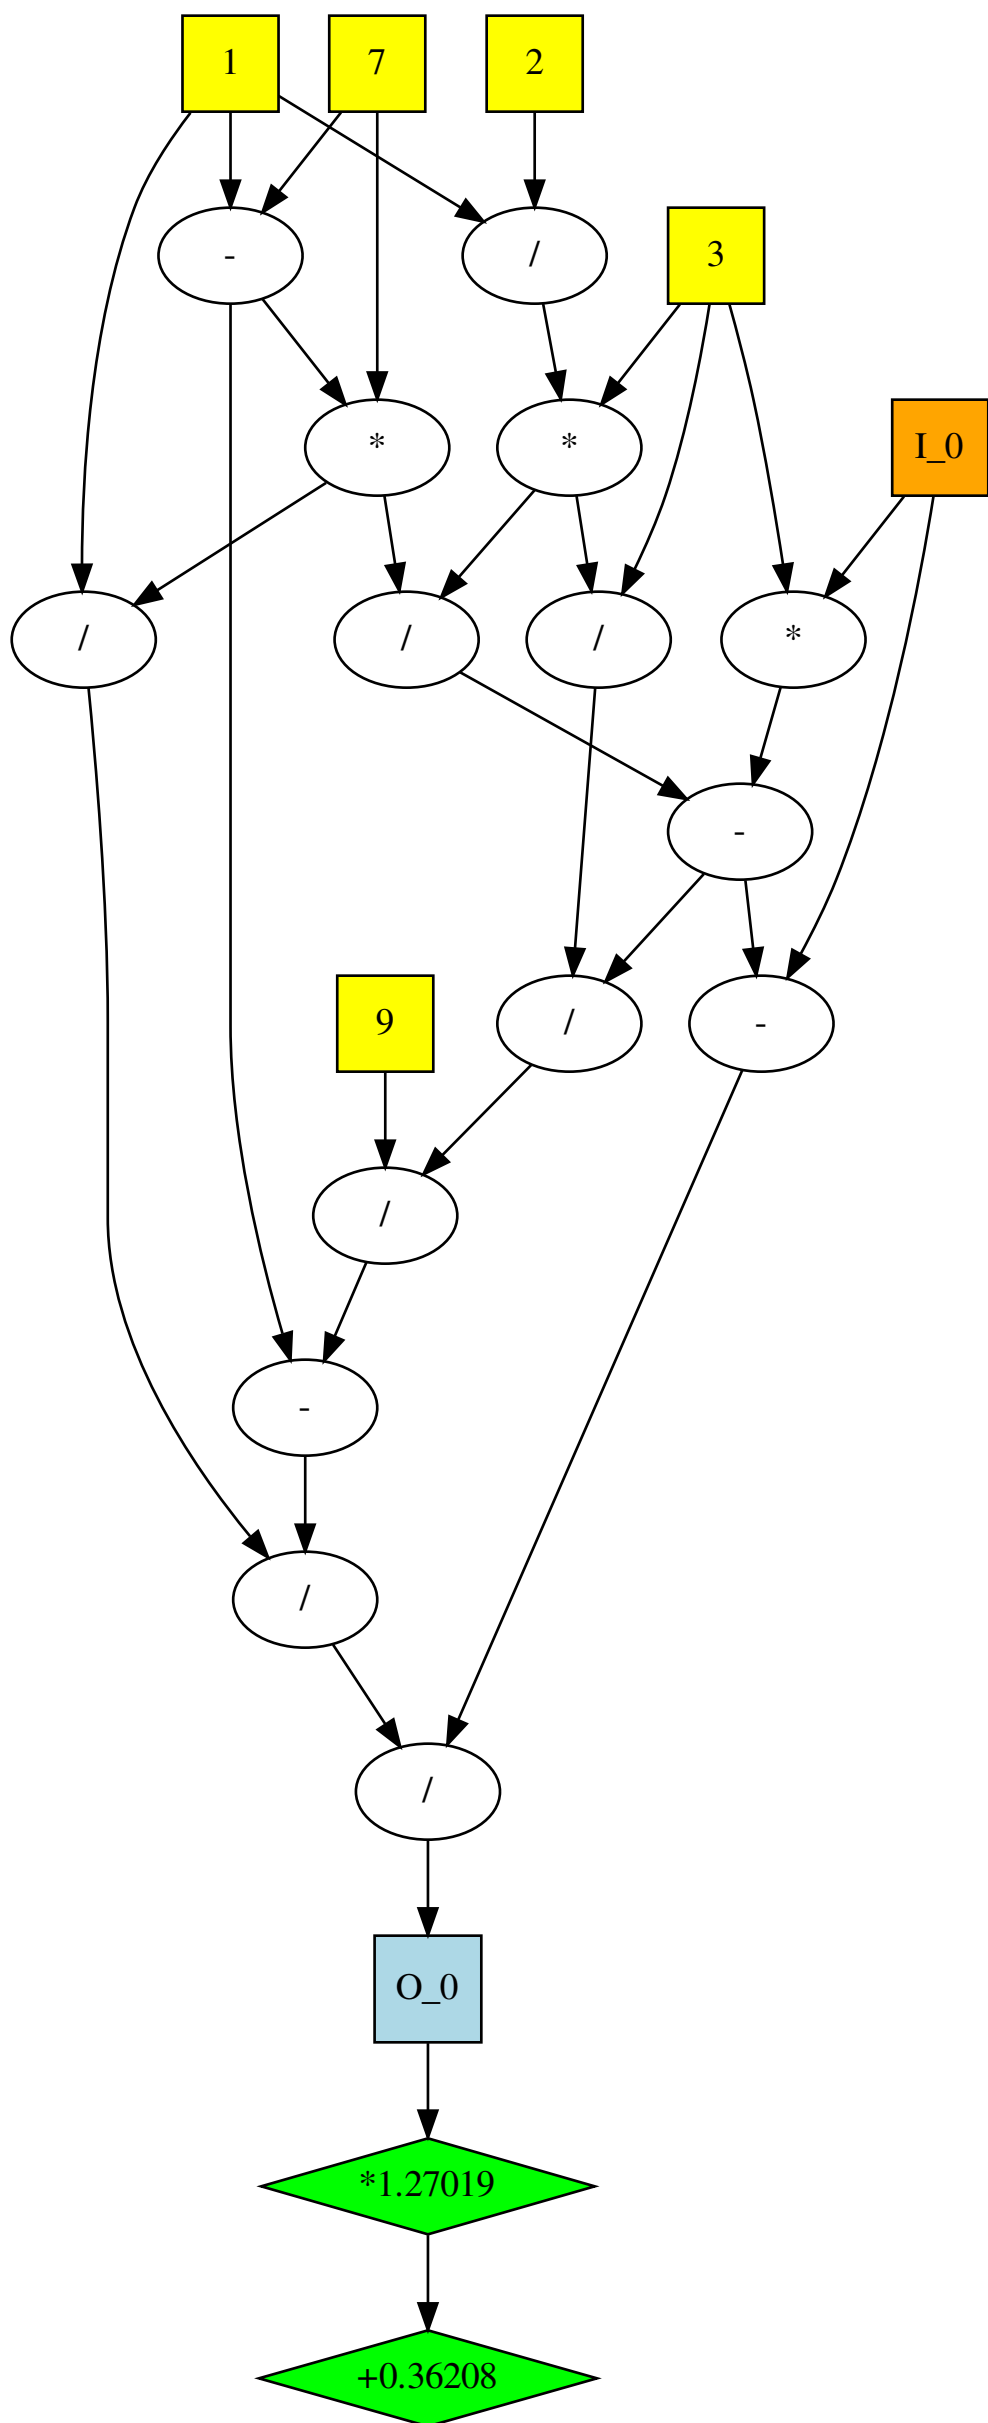 1 7 2
- / 3
* * I_0
/ / / *
-
9 / -
/
-
/
/
O_0
*1.27019
+0.36208